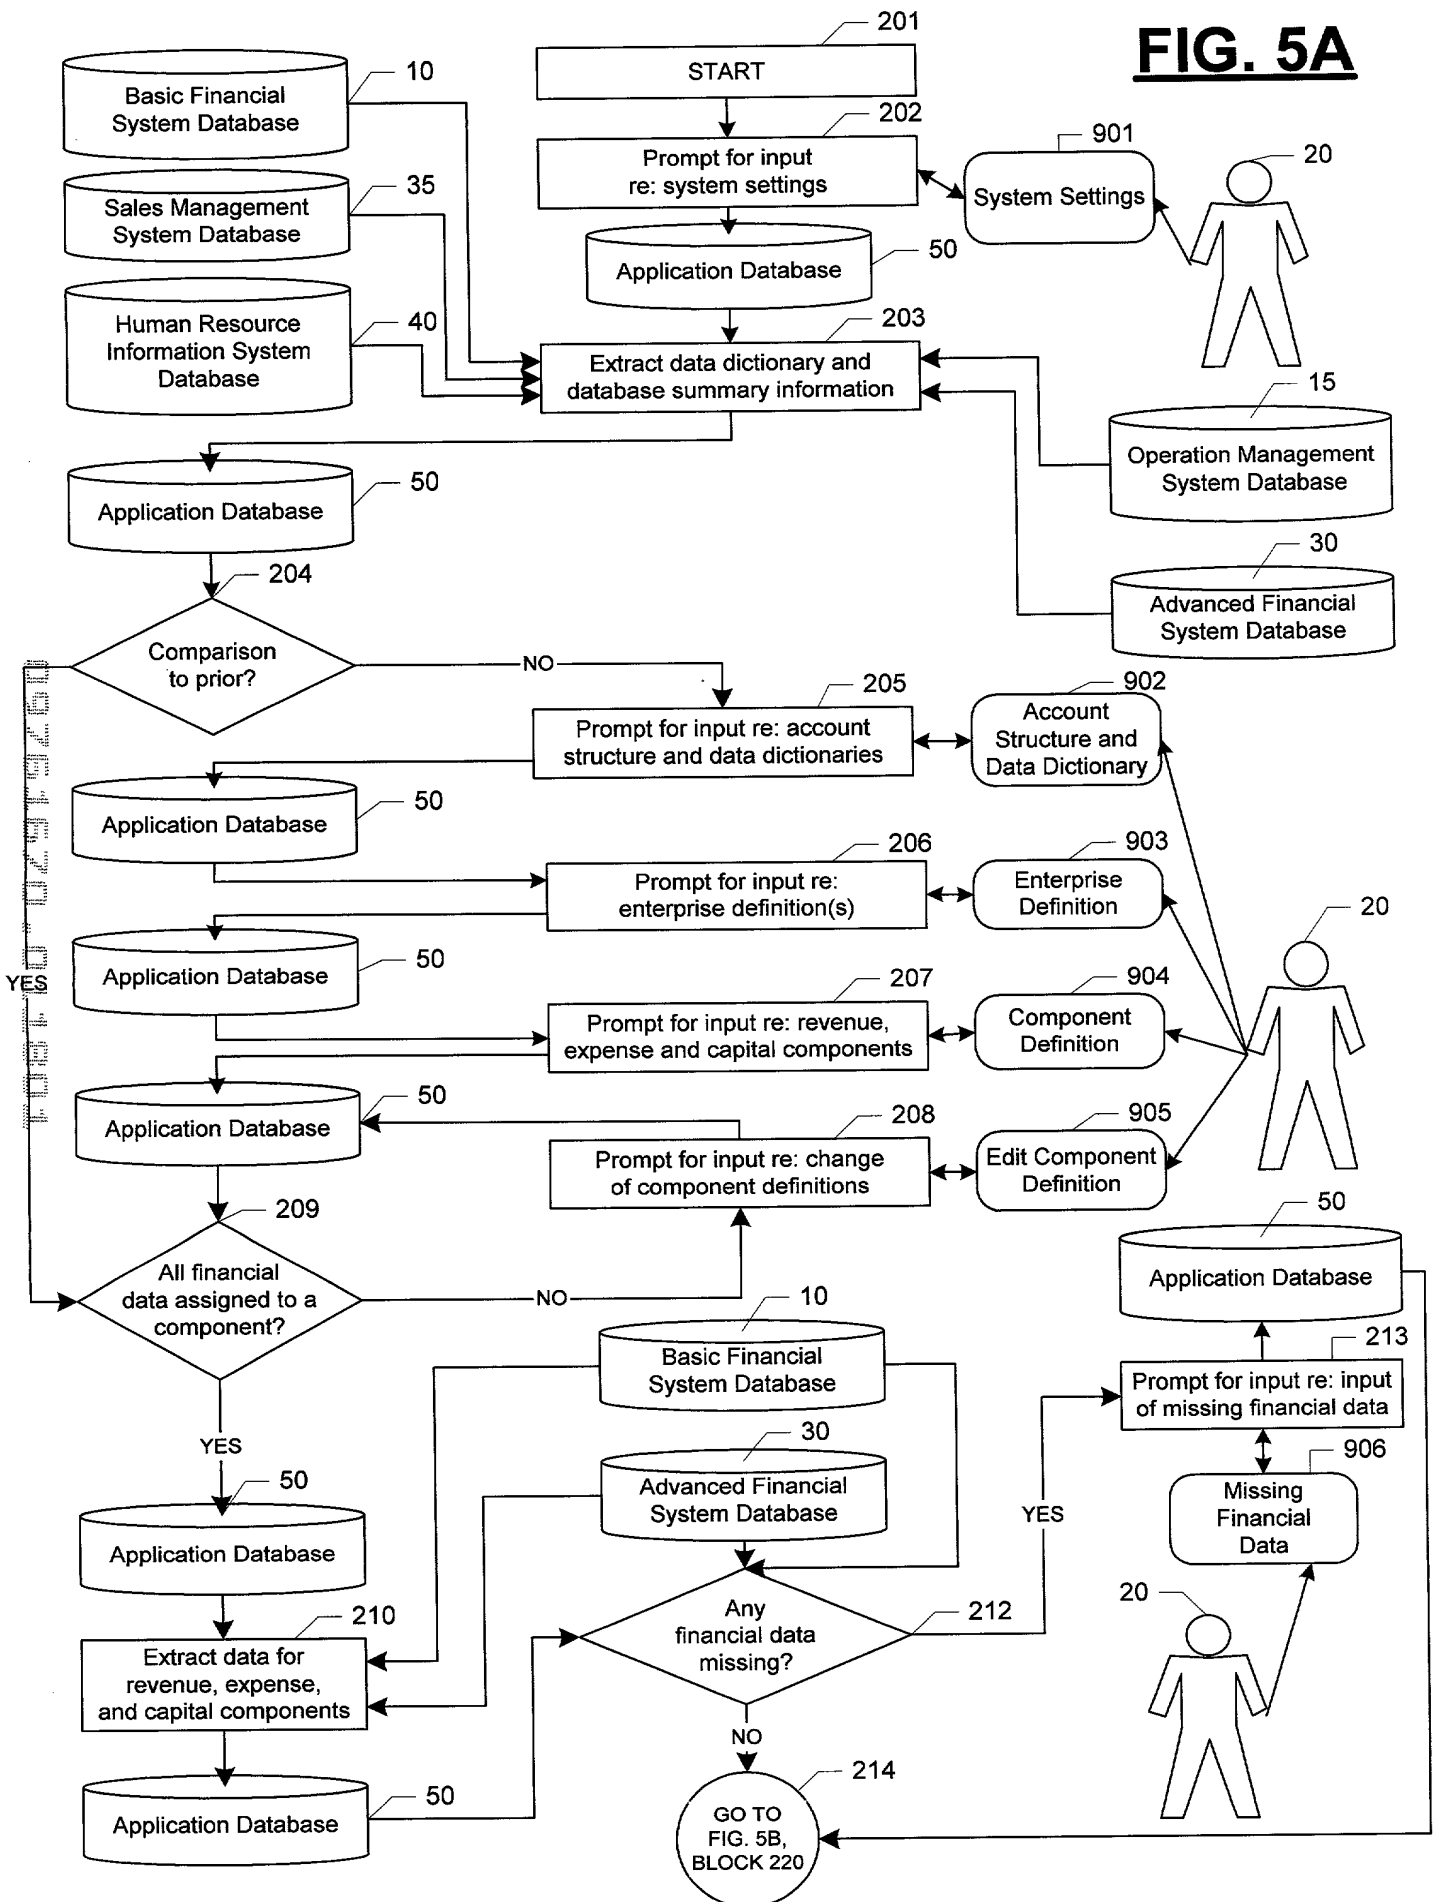 FIG. 5A
201
START
10
Basic Financial
System Database
202
Prompt for input
re: system settings
901
System Settings
20
35
Sales Management
System Database
50
Application Database
40
Human Resource
Information System
Database
203
Extract data dictionary and
database summary information
15
Operation Management
System Database
50
Application Database
30
Advanced Financial
System Database
204
Comparison
to prior?
NO
YES
205
Prompt for input re: account
structure and data dictionaries
902
Account
Structure and
Data Dictionary
50
Application Database
206
Prompt for input re:
enterprise definition(s)
903
Enterprise
Definition
20
50
Application Database
207
Prompt for input re: revenue,
expense and capital components
904
Component
Definition
50
Application Database
208
Prompt for input re: change
of component definitions
905
Edit Component
Definition
209
All financial
data assigned to a
component?
NO
YES
50
Application Database
10
Basic Financial
System Database
213
Prompt for input re: input
of missing financial data
30
Advanced Financial
System Database
906
Missing
Financial
Data
20
50
Application Database
210
Extract data for
revenue, expense,
and capital components
212
Any
financial data
missing?
YES
NO
50
Application Database
214
GO TO
FIG. 5B,
BLOCK 220